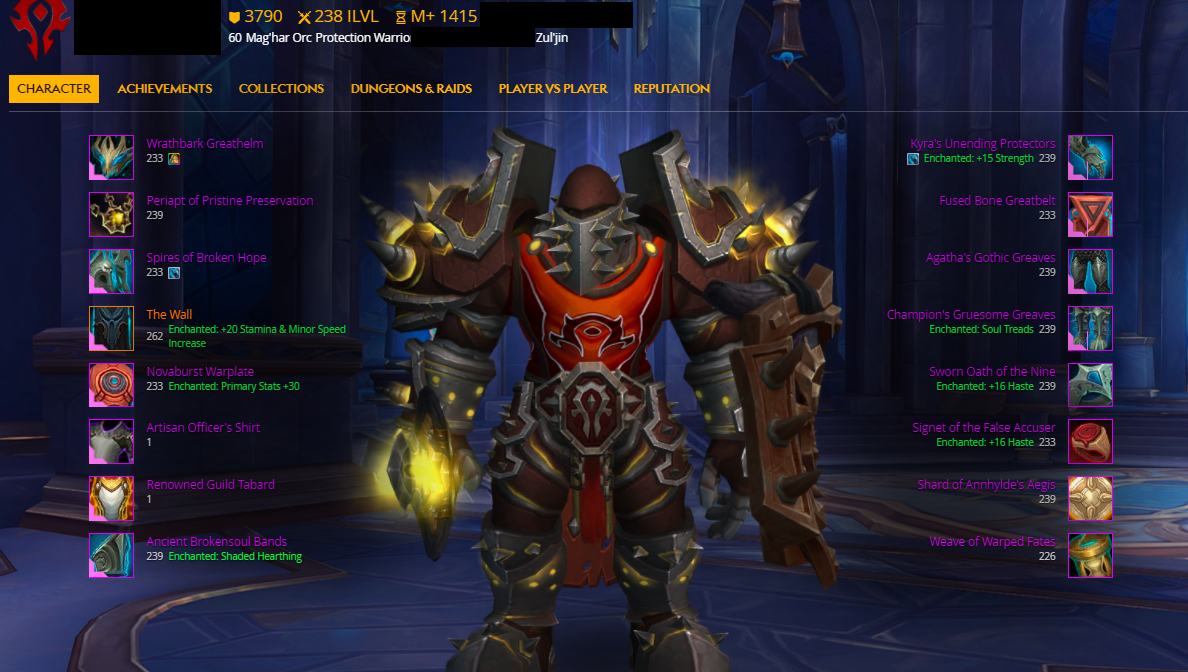 3790 238 ILVL M+ 1415
60 Mag'har Orc Protection Warrio Zul'jin
CHARACTER ACHIEVEMENTS COLLECTIONS DUNGEONS & RAIDS PLAYER VS PLAYER REPUTATION
Wrathbark Greathelm
233
Periapt of Pristine Preservation
239
Spires of Broken Hope
233
The Wall
262 Enchanted: +20 Stamina & Minor Speed
Increase
Novaburst Warplate
233 Enchanted: Primary Stats +30
Artisan Officer's Shirt
1
Renowned Guild Tabard
1
Ancient Brokensoul Bands
239 Enchanted: Shaded Hearthing
Kyra's Unending Protectors
Enchanted: +15 Strength 239
Fused Bone Greatbelt
233
Agatha's Gothic Greaves
239
Champion's Gruesome Greaves
Enchanted: Soul Treads 239
Sworn Oath of the Nine
Enchanted: +16 Haste 239
Signet of the False Accuser
Enchanted: +16 Haste 233
Shard of Annhylde's Aegis
239
Weave of Warped Fates
226